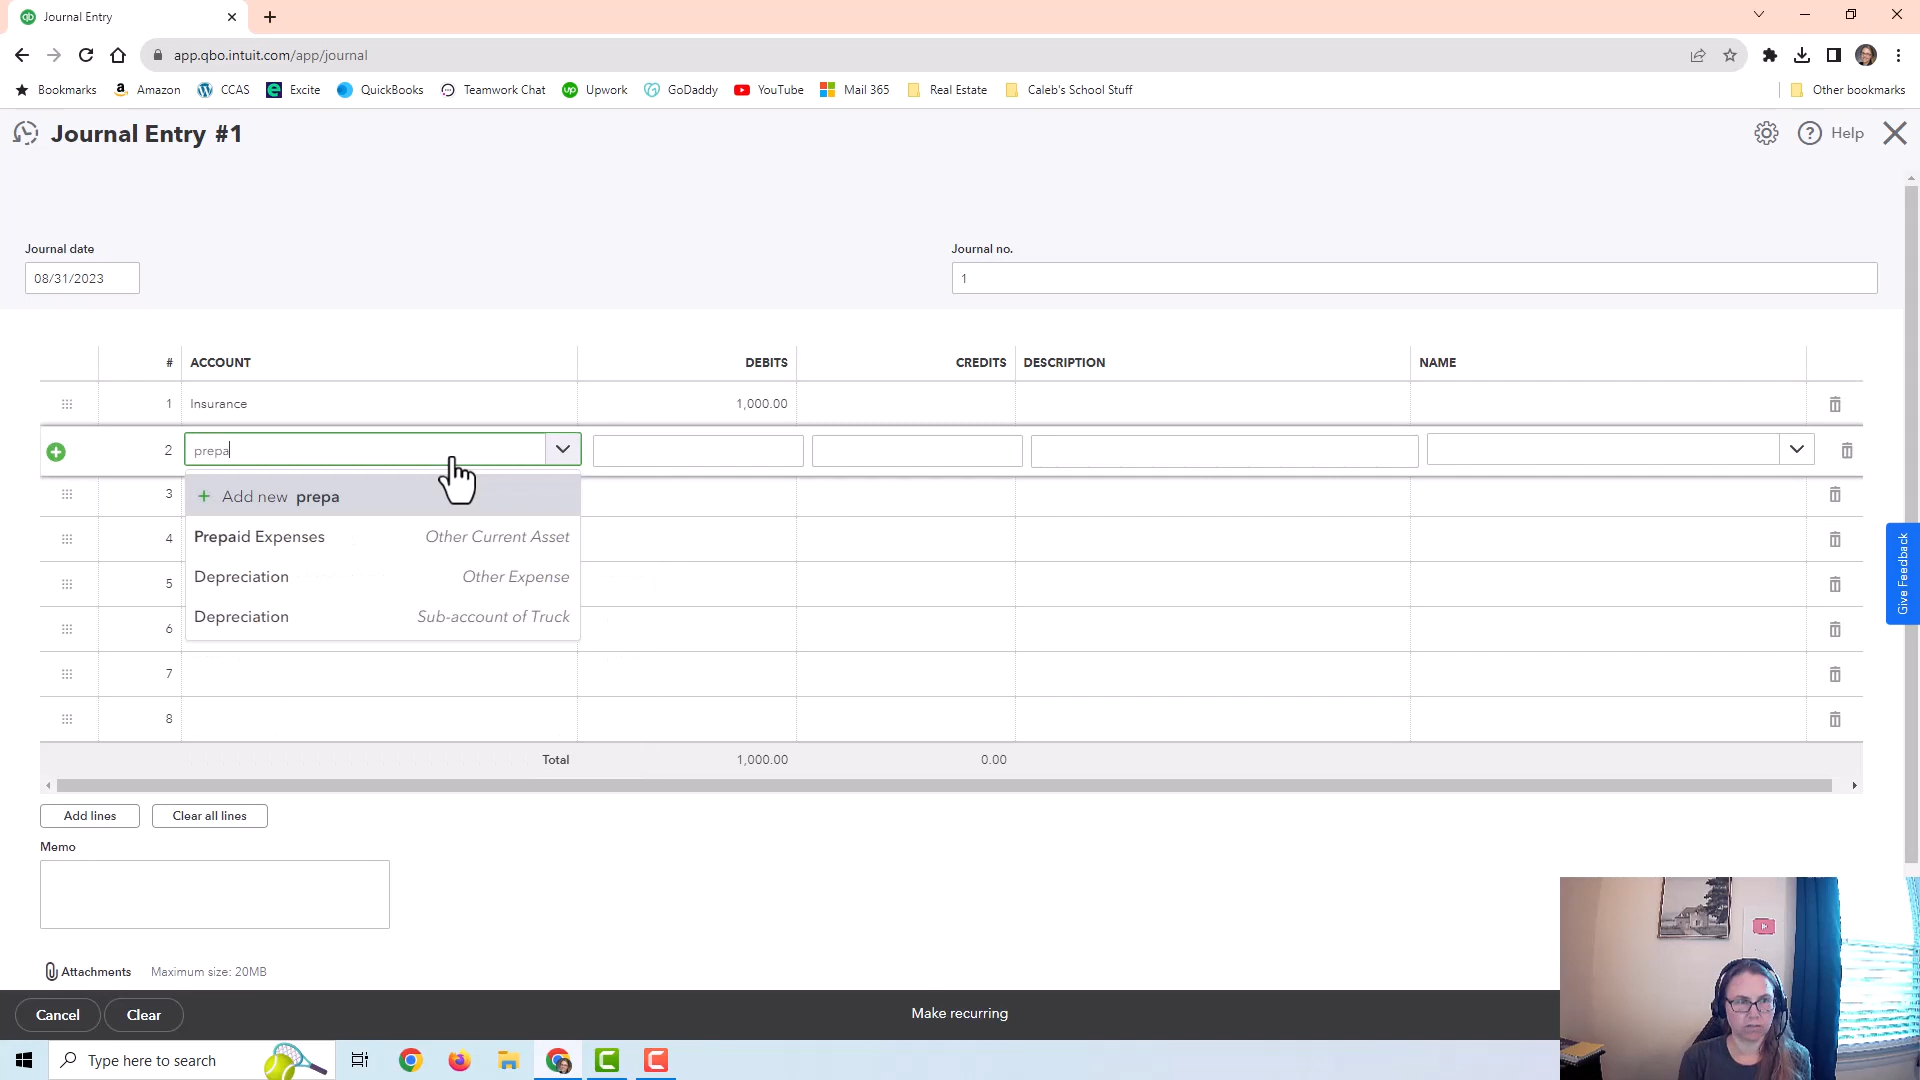 Journal Entry
app.qbo.intuit.com/app/journal
Bookmarks Amazon CCAS Excite QuickBooks Teamwork Chat Upwork GoDaddy YouTube Mail 365 Real Estate Caleb's School Stuff Other bookmarks
Journal Entry #1 Help
Journal date Journal no.
08/31/2023 1
# ACCOUNT DEBITS CREDITS DESCRIPTION NAME
1 Insurance 1,000.00
2 prepa
3 + Add new prepa
4 Prepaid Expenses Other Current Asset
5 Depreciation Other Expense
6 Depreciation Sub-account of Truck
7
8
Total 1,000.00 0.00
Add lines Clear all lines
Memo
Attachments Maximum size: 20MB
Cancel Clear Make recurring
Type here to search
Give Feedback